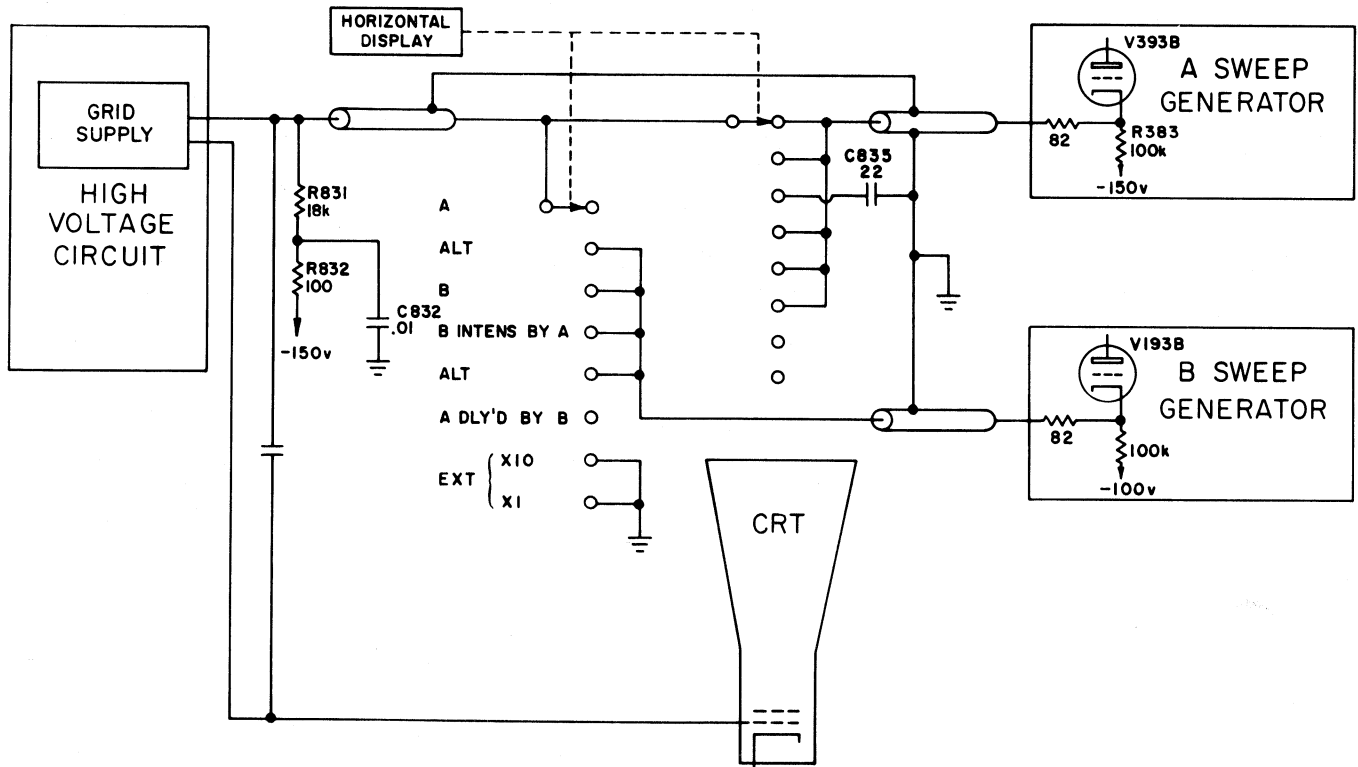 HORIZONTAL
DISPLAY
GRID
SUPPLY
HIGH
VOLTAGE
CIRCUIT
R831
18k
R832
100
-150v
C832
.01
A
ALT
B
B INTENS BY A
ALT
A DLY'D BY B
EXT
X10
X1
C835
22
CRT
V393B
A SWEEP
GENERATOR
82
R383
100k
-150v
V193B
B SWEEP
GENERATOR
82
100k
-100v